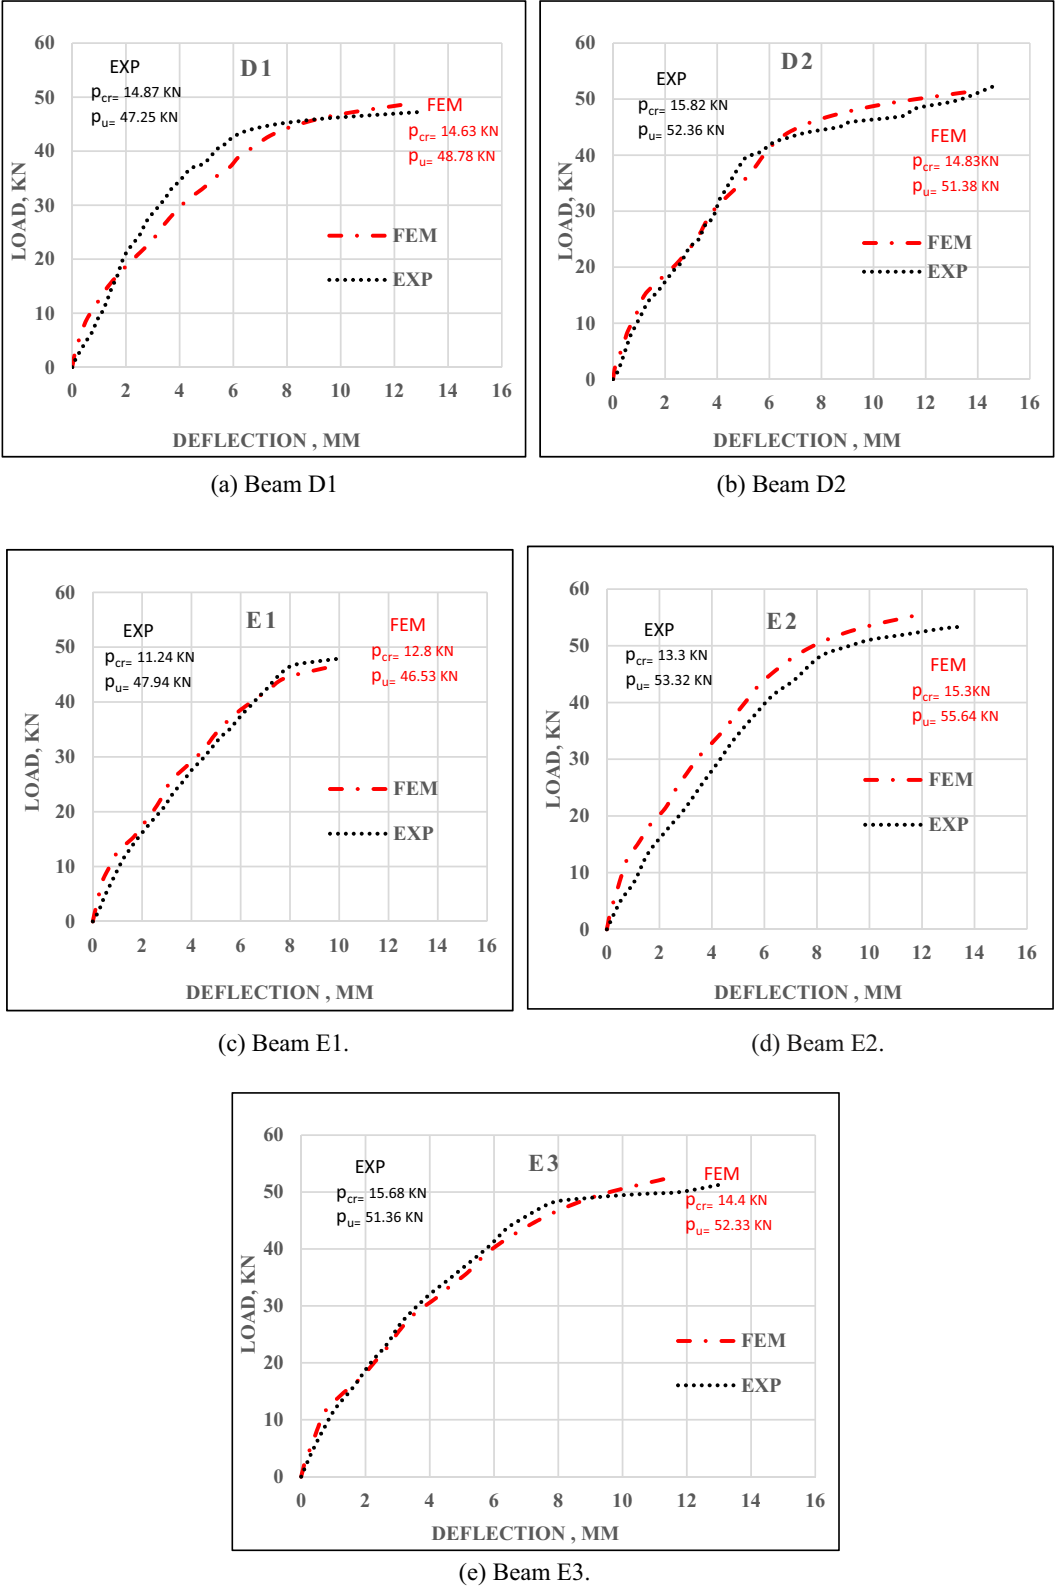 D1
EXP
pcr= 14.87 KN
pu= 47.25 KN
FEM
pcr= 14.63 KN
pu= 48.78 KN
FEM
EXP
60
50
40
30
20
10
0
LOAD, KN
0 2 4 6 8 10 12 14 16
DEFLECTION , MM
(a) Beam D1
D2
EXP
pcr= 15.82 KN
pu= 52.36 KN
FEM
pcr= 14.83KN
pu= 51.38 KN
FEM
EXP
60
50
40
30
20
10
0
LOAD, KN
0 2 4 6 8 10 12 14 16
DEFLECTION , MM
(b) Beam D2
E1
EXP
pcr= 11.24 KN
pu= 47.94 KN
FEM
pcr= 12.8 KN
pu= 46.53 KN
FEM
EXP
60
50
40
30
20
10
0
LOAD, KN
0 2 4 6 8 10 12 14 16
DEFLECTION , MM
(c) Beam E1.
E2
EXP
pcr= 13.3 KN
pu= 53.32 KN
FEM
pcr= 15.3KN
pu= 55.64 KN
FEM
EXP
60
50
40
30
20
10
0
LOAD, KN
0 2 4 6 8 10 12 14 16
DEFLECTION , MM
(d) Beam E2.
E3
EXP
pcr= 15.68 KN
pu= 51.36 KN
FEM
pcr= 14.4 KN
pu= 52.33 KN
FEM
EXP
60
50
40
30
20
10
0
LOAD, KN
0 2 4 6 8 10 12 14 16
DEFLECTION , MM
(e) Beam E3.